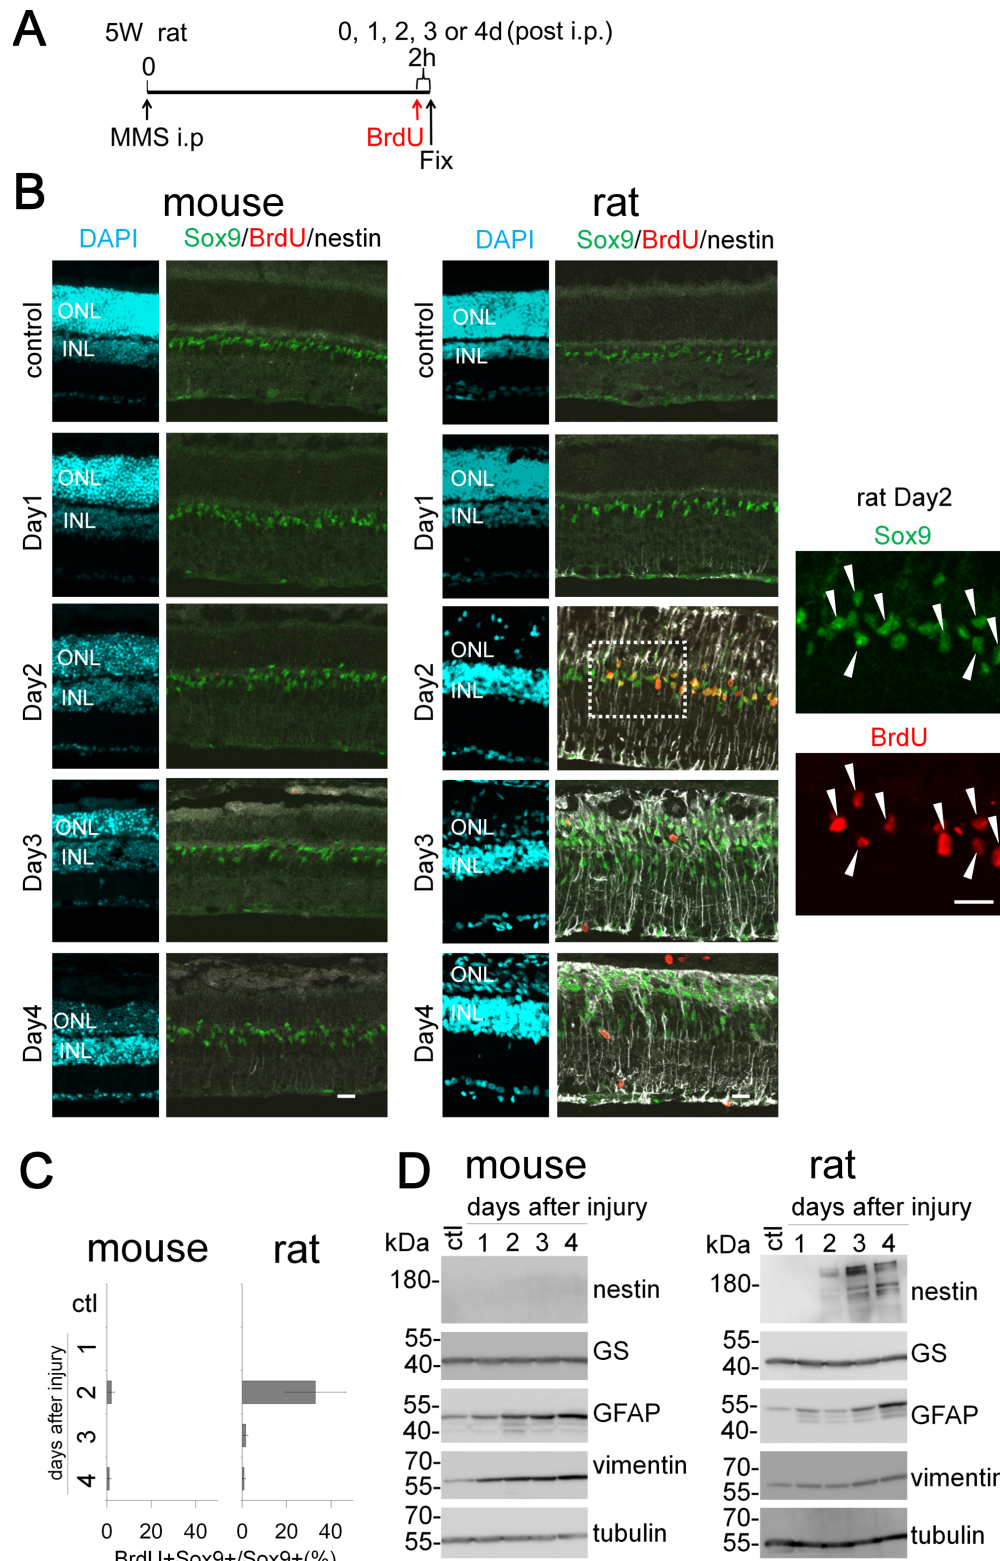 A
5W rat
0, 1, 2, 3 or 4d (post i.p.)
0
2h
MMS i.p
BrdU
Fix
B
mouse
rat
DAPI
Sox9/BrdU/nestin
DAPI
Sox9/BrdU/nestin
control
ONL
INL
control
ONL
INL
Day1
ONL
INL
Day1
ONL
INL
Day2
ONL
INL
Day2
ONL
INL
Day3
ONL
INL
Day3
ONL
INL
Day4
ONL
INL
Day4
ONL
INL
rat Day2
Sox9
BrdU
C
mouse
rat
ctl
1
2
3
4
days after injury
0 20 40
0 20 40
BrdU+Sox9+/Sox9+(%)
D
mouse
rat
days after injury
days after injury
kDa
ctl 1 2 3 4
kDa
ctl 1 2 3 4
180-
nestin
180-
nestin
55-
40-
GS
55-
40-
GS
55-
40-
GFAP
55-
40-
GFAP
70-
55-
vimentin
70-
55-
vimentin
70-
55-
tubulin
70-
55-
tubulin